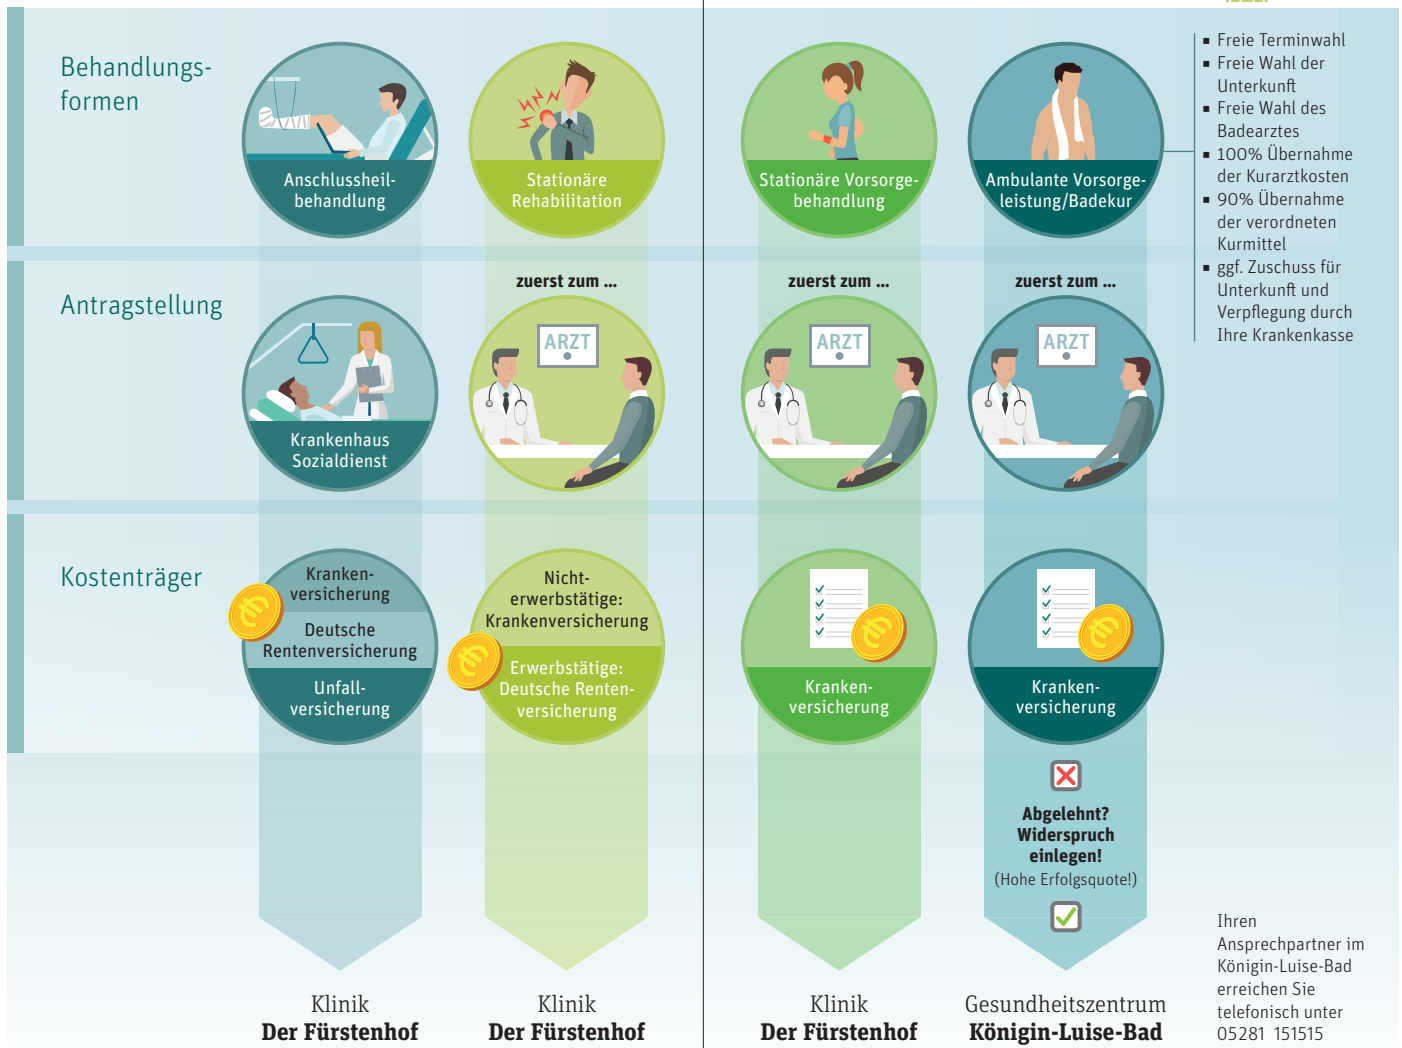 Behandlungs-
formen
Anschlussheil-
behandlung
Stationäre
Rehabilitation
Stationäre Vorsorge-
behandlung
Ambulante Vorsorge-
leistung/Badekur
▪ Freie Terminwahl
▪ Freie Wahl der
Unterkunft
▪ Freie Wahl des
Badearztes
▪ 100% Übernahme
der Kurarztkosten
▪ 90% Übernahme
der verordneten
Kurmittel
▪ ggf. Zuschuss für
Unterkunft und
Verpflegung durch
Ihre Krankenkasse
Antragstellung
Krankenhaus
Sozialdienst
zuerst zum ...
ARZT
zuerst zum ...
ARZT
zuerst zum ...
ARZT
Kostenträger
Kranken-
versicherung
Deutsche
Rentenversicherung
Unfall-
versicherung
Nicht-
erwerbstätige:
Krankenversicherung
Erwerbstätige:
Deutsche Renten-
versicherung
Kranken-
versicherung
Kranken-
versicherung
Abgelehnt?
Widerspruch
einlegen!
(Hohe Erfolgsquote!)
Klinik
Der Fürstenhof
Klinik
Der Fürstenhof
Klinik
Der Fürstenhof
Gesundheitszentrum
Königin-Luise-Bad
Ihren
Ansprechpartner im
Königin-Luise-Bad
erreichen Sie
telefonisch unter
05281 151515